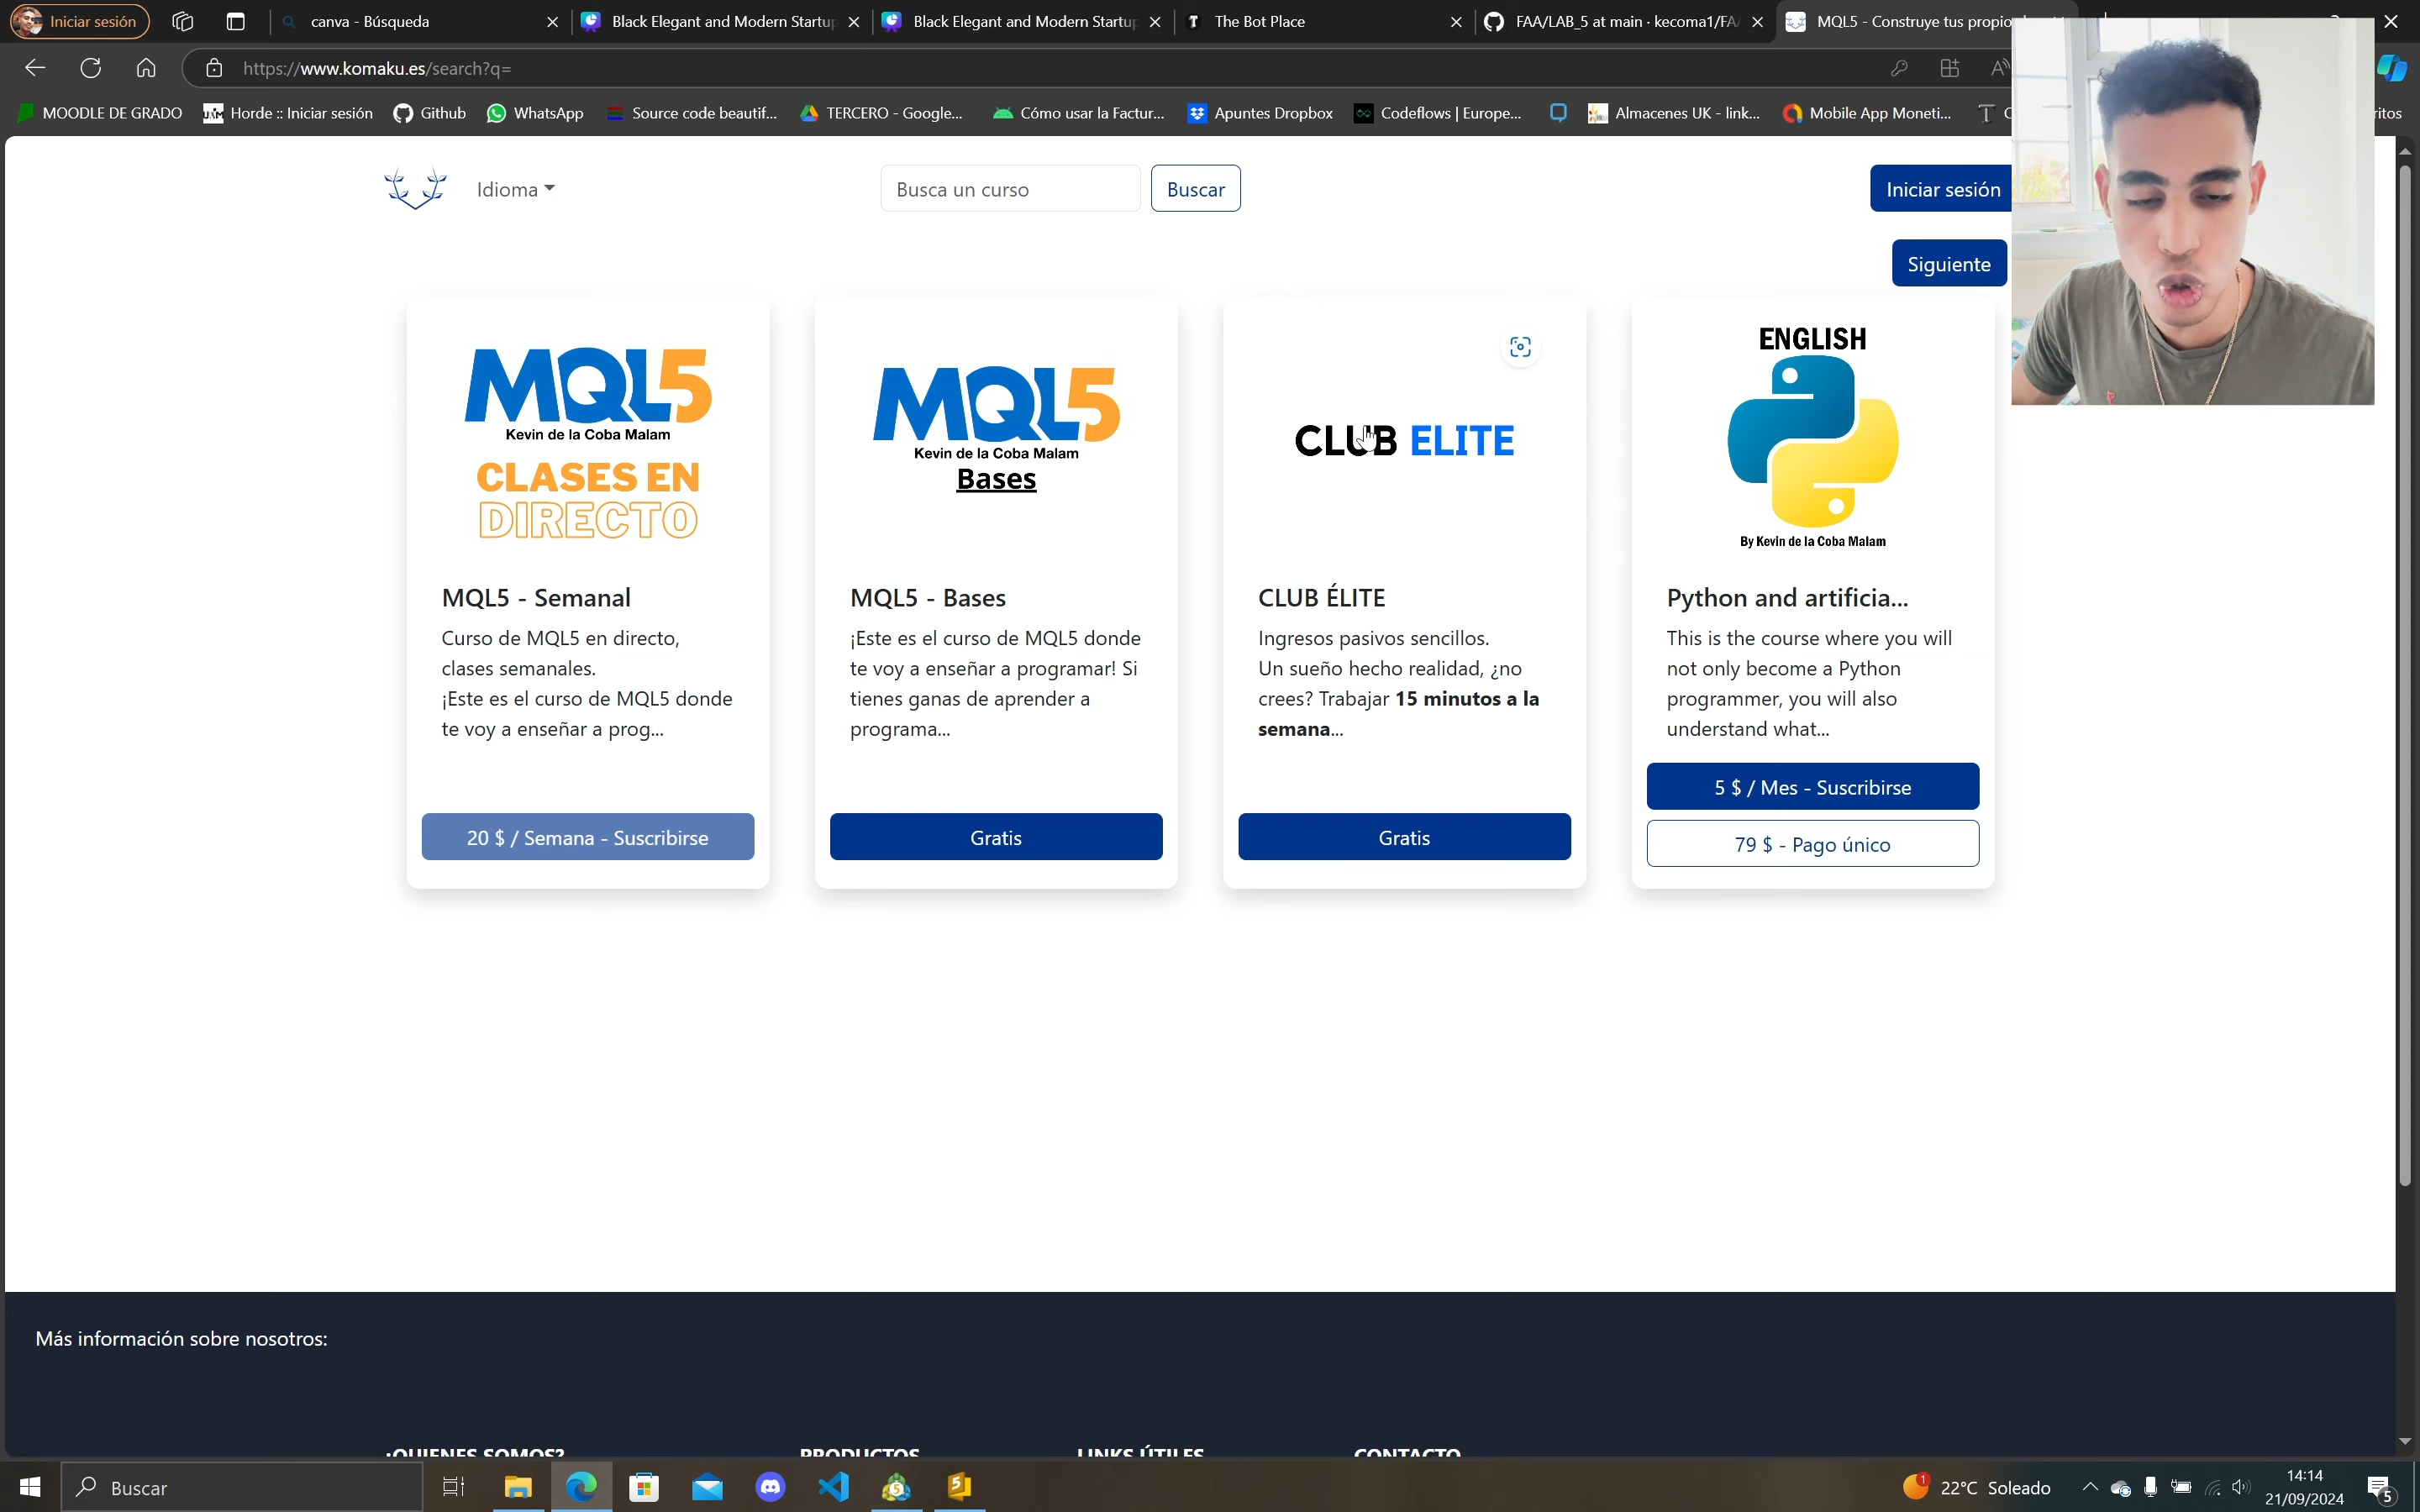 Iniciar sesión
canva - Búsqueda
Black Elegant and Modern Startup
Black Elegant and Modern Startup
The Bot Place
FAA/LAB_5 at main · kecoma1/FAA
MQL5 - Construye tus propio
https://www.komaku.es/search?q=
MOODLE DE GRADO
Horde :: Iniciar sesión
Github
WhatsApp
Source code beautif...
TERCERO - Google...
Cómo usar la Factur...
Apuntes Dropbox
Codeflows | Europe...
Almacenes UK - link...
Mobile App Moneti...
Idioma
Busca un curso
Buscar
Iniciar sesión
Siguiente
MQL5
Kevin de la Coba Malam
CLASES EN
DIRECTO
MQL5 - Semanal
Curso de MQL5 en directo,
clases semanales.
¡Este es el curso de MQL5 donde
te voy a enseñar a prog...
20 $ / Semana - Suscribirse
MQL5
Kevin de la Coba Malam
Bases
MQL5 - Bases
¡Este es el curso de MQL5 donde
te voy a enseñar a programar! Si
tienes ganas de aprender a
programa...
Gratis
CLUB ELITE
CLUB ÉLITE
Ingresos pasivos sencillos.
Un sueño hecho realidad, ¿no
crees? Trabajar 15 minutos a la
semana...
Gratis
ENGLISH
By Kevin de la Coba Malam
Python and artificia...
This is the course where you will
not only become a Python
programmer, you will also
understand what...
5 $ / Mes - Suscribirse
79 $ - Pago único
Más información sobre nosotros:
¿QUIENES SOMOS?
PRODUCTOS
LINKS ÚTILES
CONTACTO
Buscar
22°C Soleado
14:14
21/09/2024
5